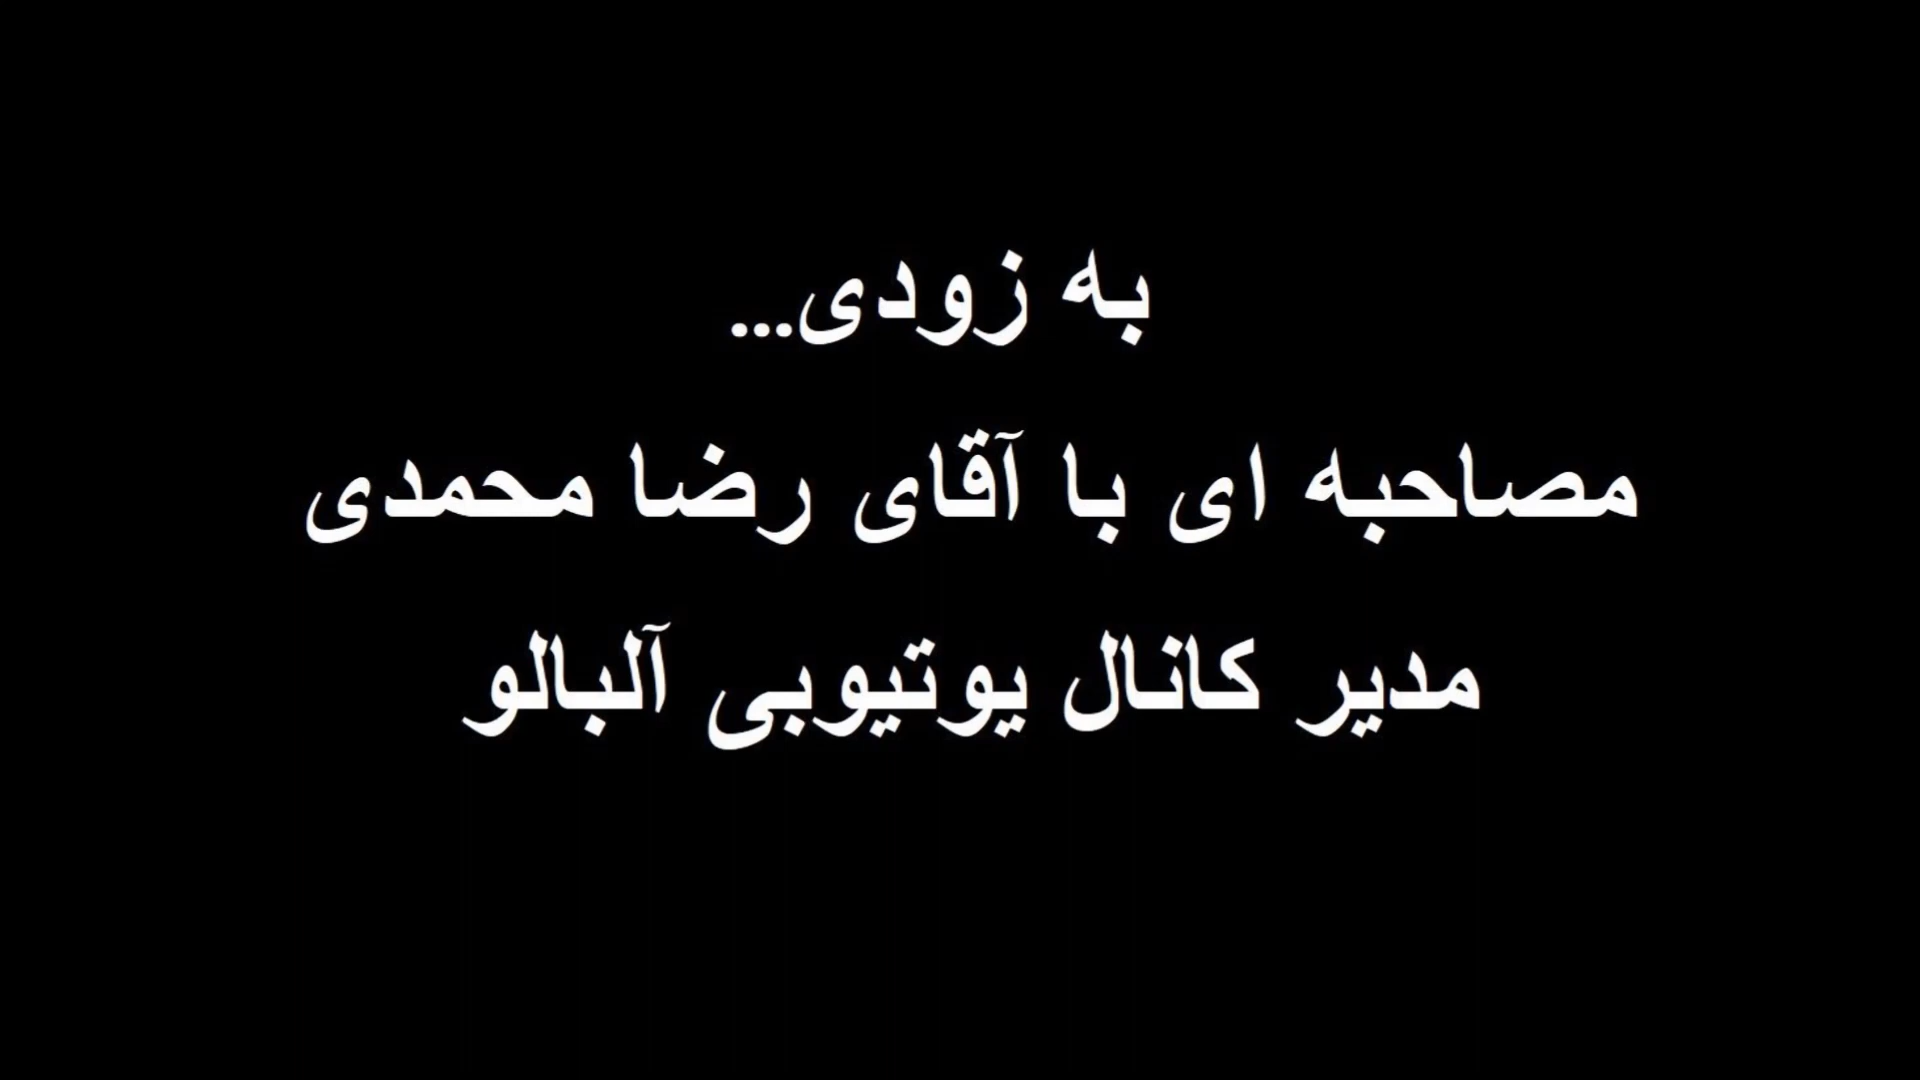 به زودی...
مصاحبه ای با آقای رضا محمدی
مدیر کانال یوتیوبی آلبالو